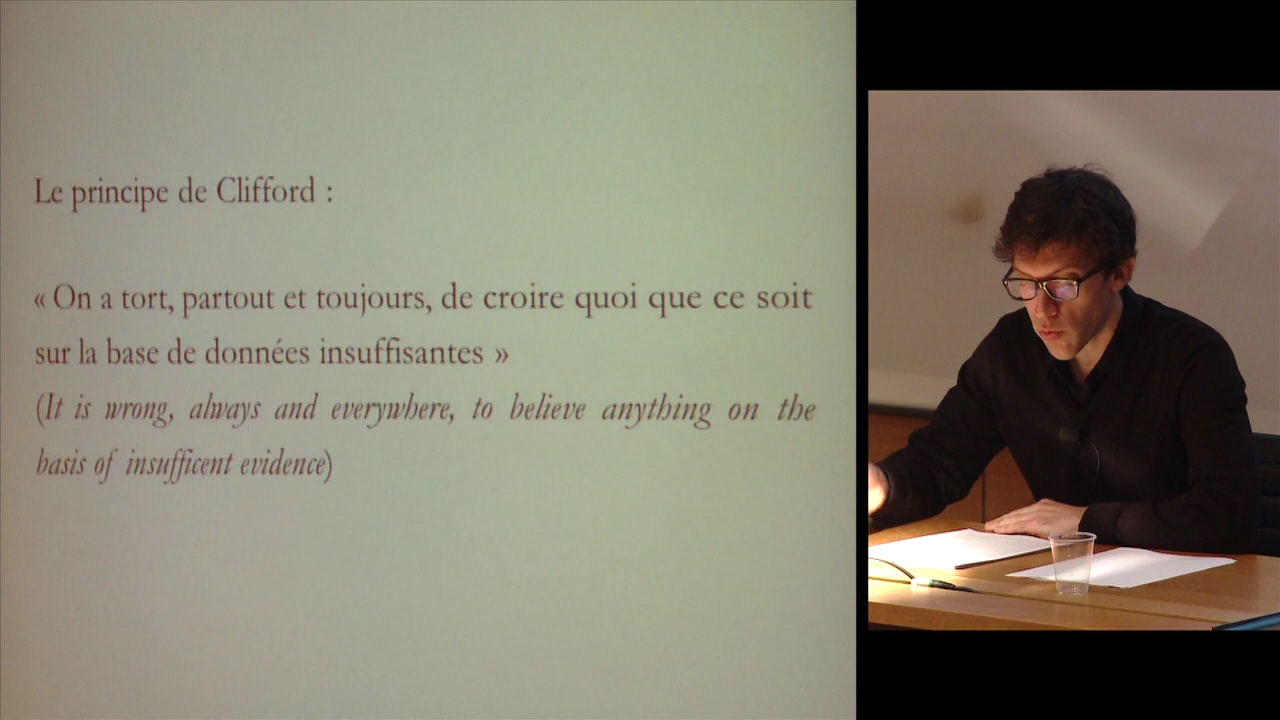 Le principe de Clifford :
« On a tort, partout et toujours, de croire quoi que ce soit
sur la base de données insuffisantes »
(It is wrong, always and everywhere, to believe anything on the
basis of insufficent evidence)